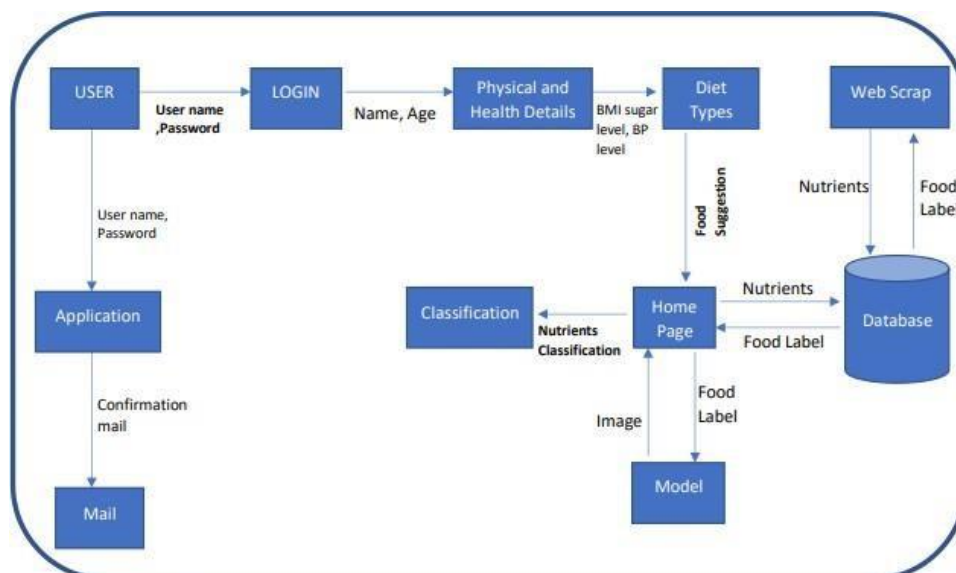 USER
User name
,Password
LOGIN
Name, Age
Physical and
Health Details
BMI sugar
level, BP
level
Diet
Types
Web Scrap
Nutrients
Food
Label
User name,
Password
Food
Suggestion
Application
Classification
Nutrients
Classification
Home
Page
Nutrients
Food Label
Database
Confirmation
mail
Image
Food
Label
Mail
Model